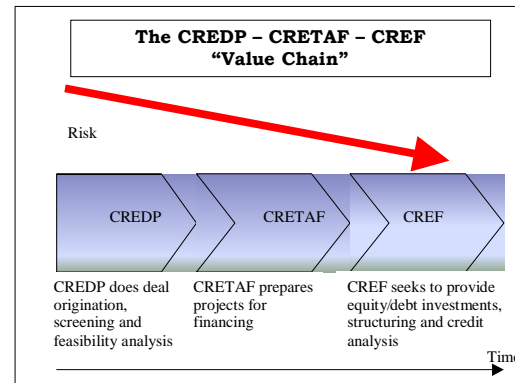 The CREDP – CRETAF – CREF
“Value Chain”
Risk
CREDP
CRETAF
CREF
CREDP does deal
origination,
screening and
feasibility analysis
CRETAF prepares
projects for
financing
CREF seeks to provide
equity/debt investments,
structuring and credit
analysis
Time